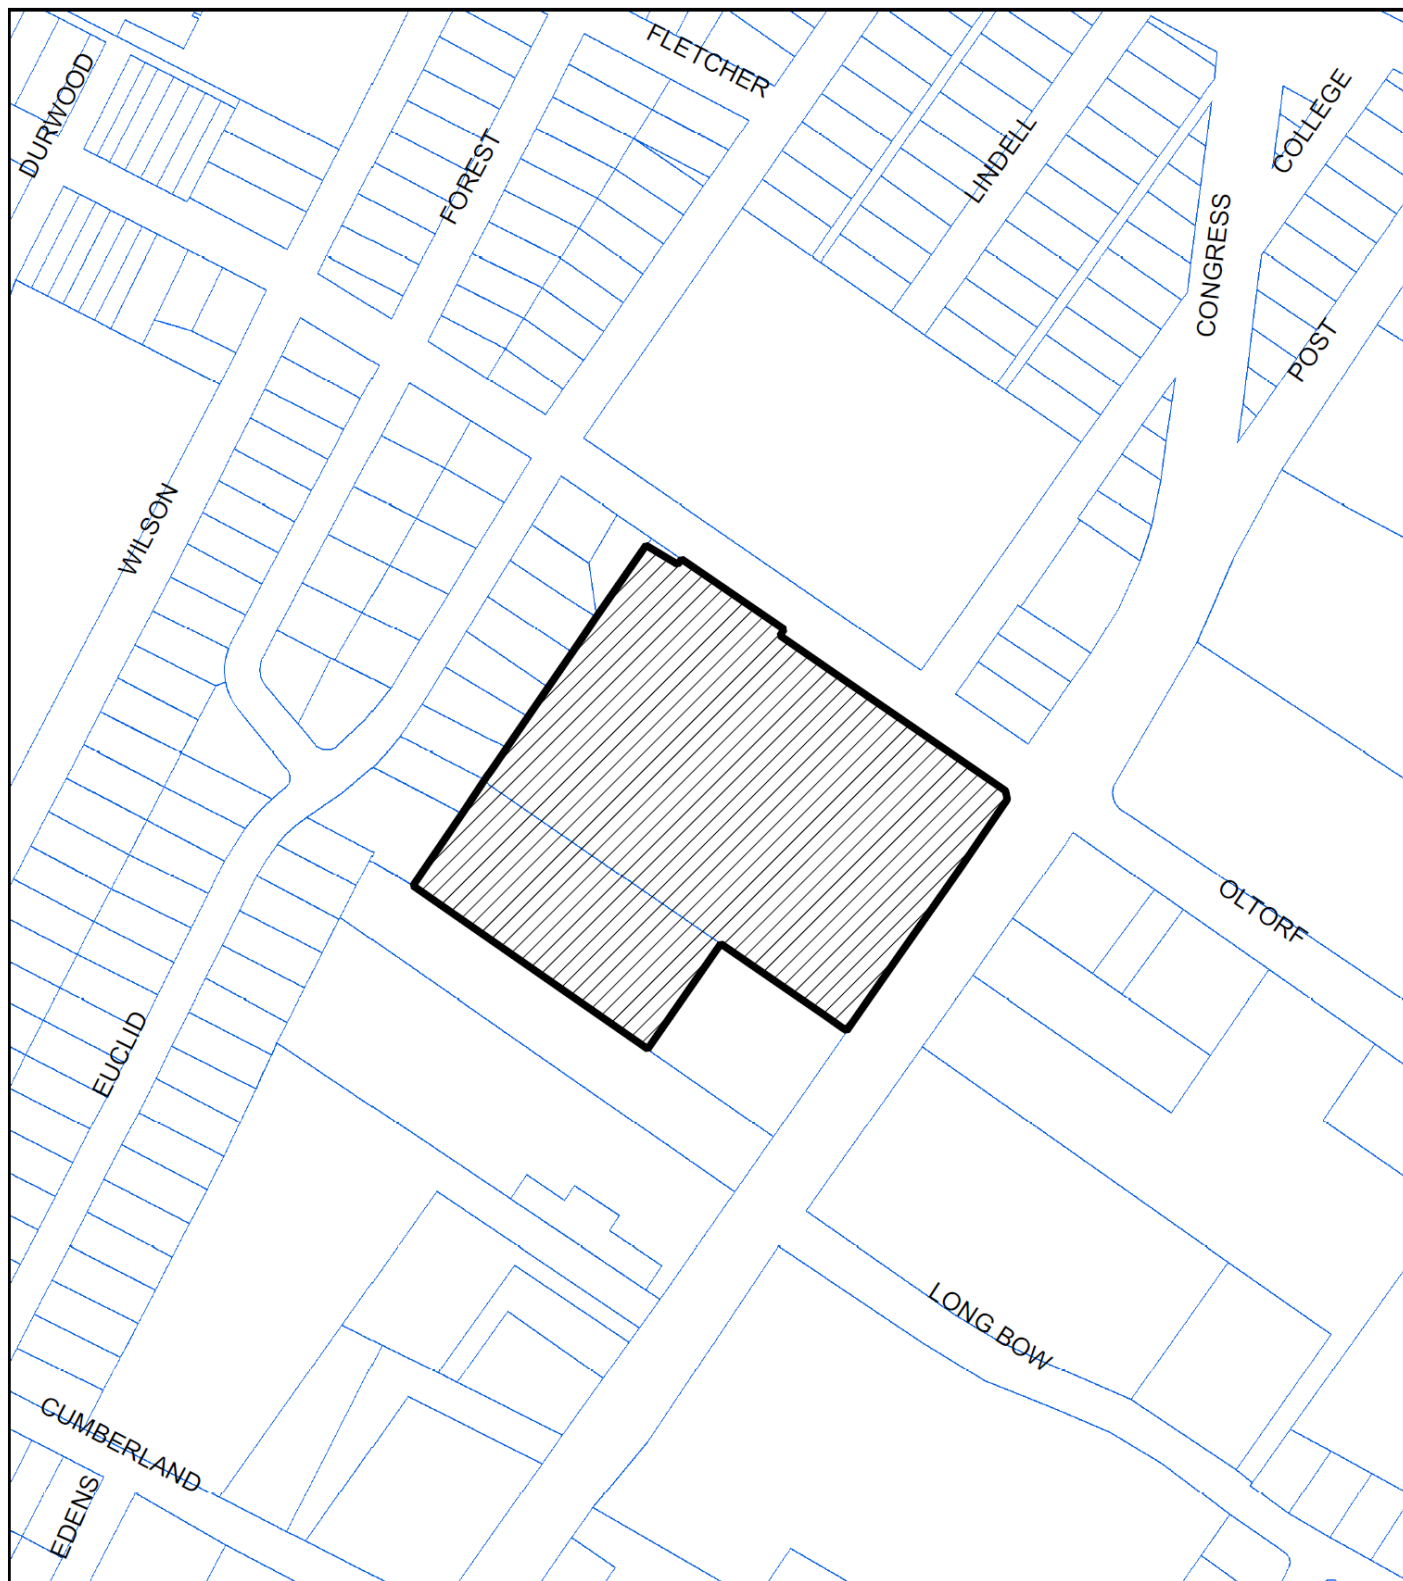 FLETCHER
DURWOOD
COLLEGE
LINDELL
FOREST
CONGRESS
POST
WILSON
OLTORF
EUCLID
LONG BOW
CUMBERLAND
EDENS